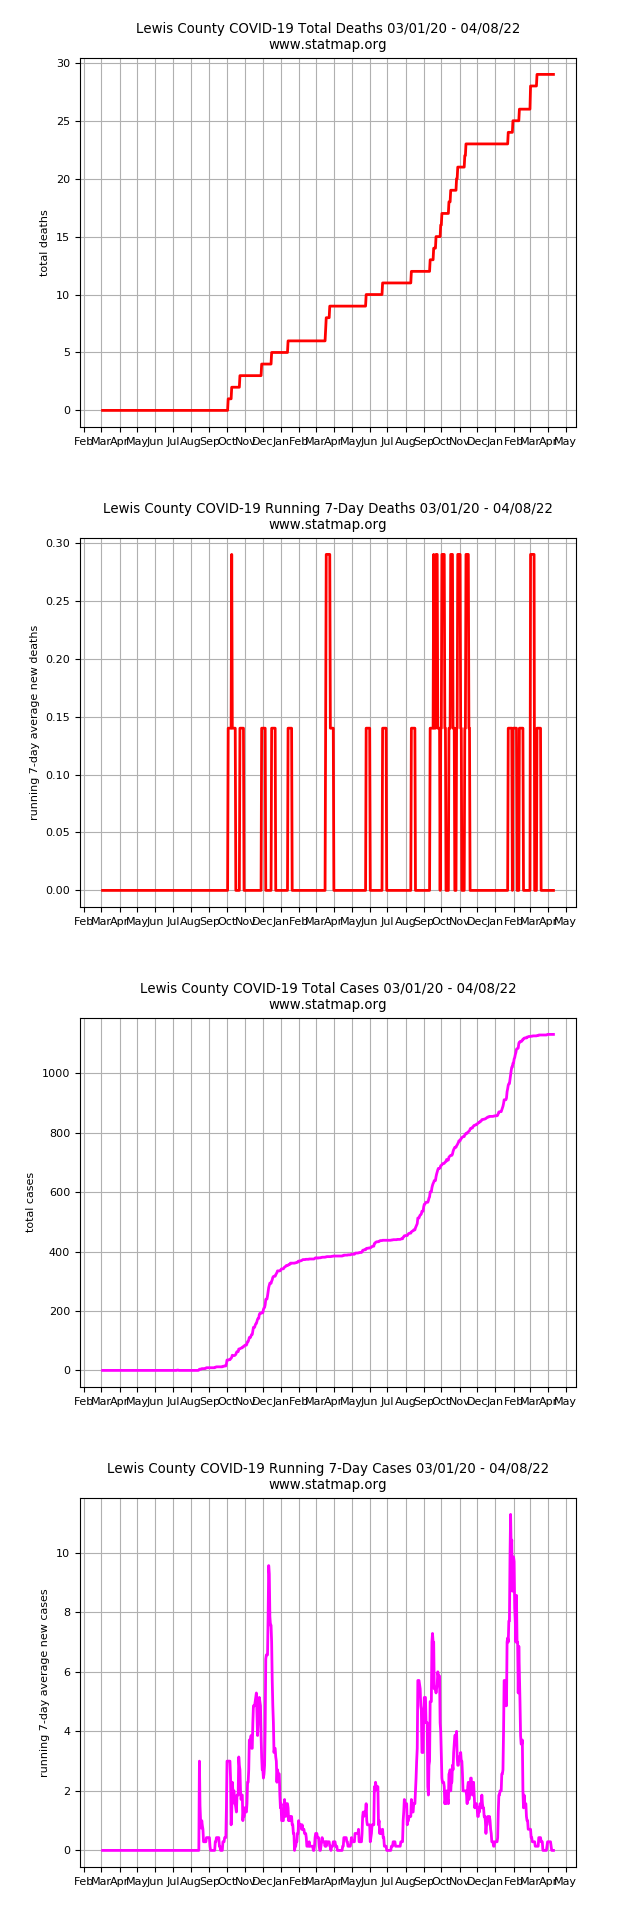 Lewis County COVID-19 Total Deaths 03/01/20 - 04/08/22
www.statmap.org
30
25
20
15
10
5
0
total deaths
Feb Mar Apr May Jun Jul Aug Sep Oct Nov Dec Jan Feb Mar Apr May Jun Jul Aug Sep Oct Nov Dec Jan Feb Mar Apr May
Lewis County COVID-19 Running 7-Day Deaths 03/01/20 - 04/08/22
www.statmap.org
0.30
0.25
0.20
0.15
0.10
0.05
0.00
running 7-day average new deaths
Feb Mar Apr May Jun Jul Aug Sep Oct Nov Dec Jan Feb Mar Apr May Jun Jul Aug Sep Oct Nov Dec Jan Feb Mar Apr May
Lewis County COVID-19 Total Cases 03/01/20 - 04/08/22
www.statmap.org
1000
800
600
400
200
0
total cases
Feb Mar Apr May Jun Jul Aug Sep Oct Nov Dec Jan Feb Mar Apr May Jun Jul Aug Sep Oct Nov Dec Jan Feb Mar Apr May
Lewis County COVID-19 Running 7-Day Cases 03/01/20 - 04/08/22
www.statmap.org
10
8
6
4
2
0
running 7-day average new cases
Feb Mar Apr May Jun Jul Aug Sep Oct Nov Dec Jan Feb Mar Apr May Jun Jul Aug Sep Oct Nov Dec Jan Feb Mar Apr May